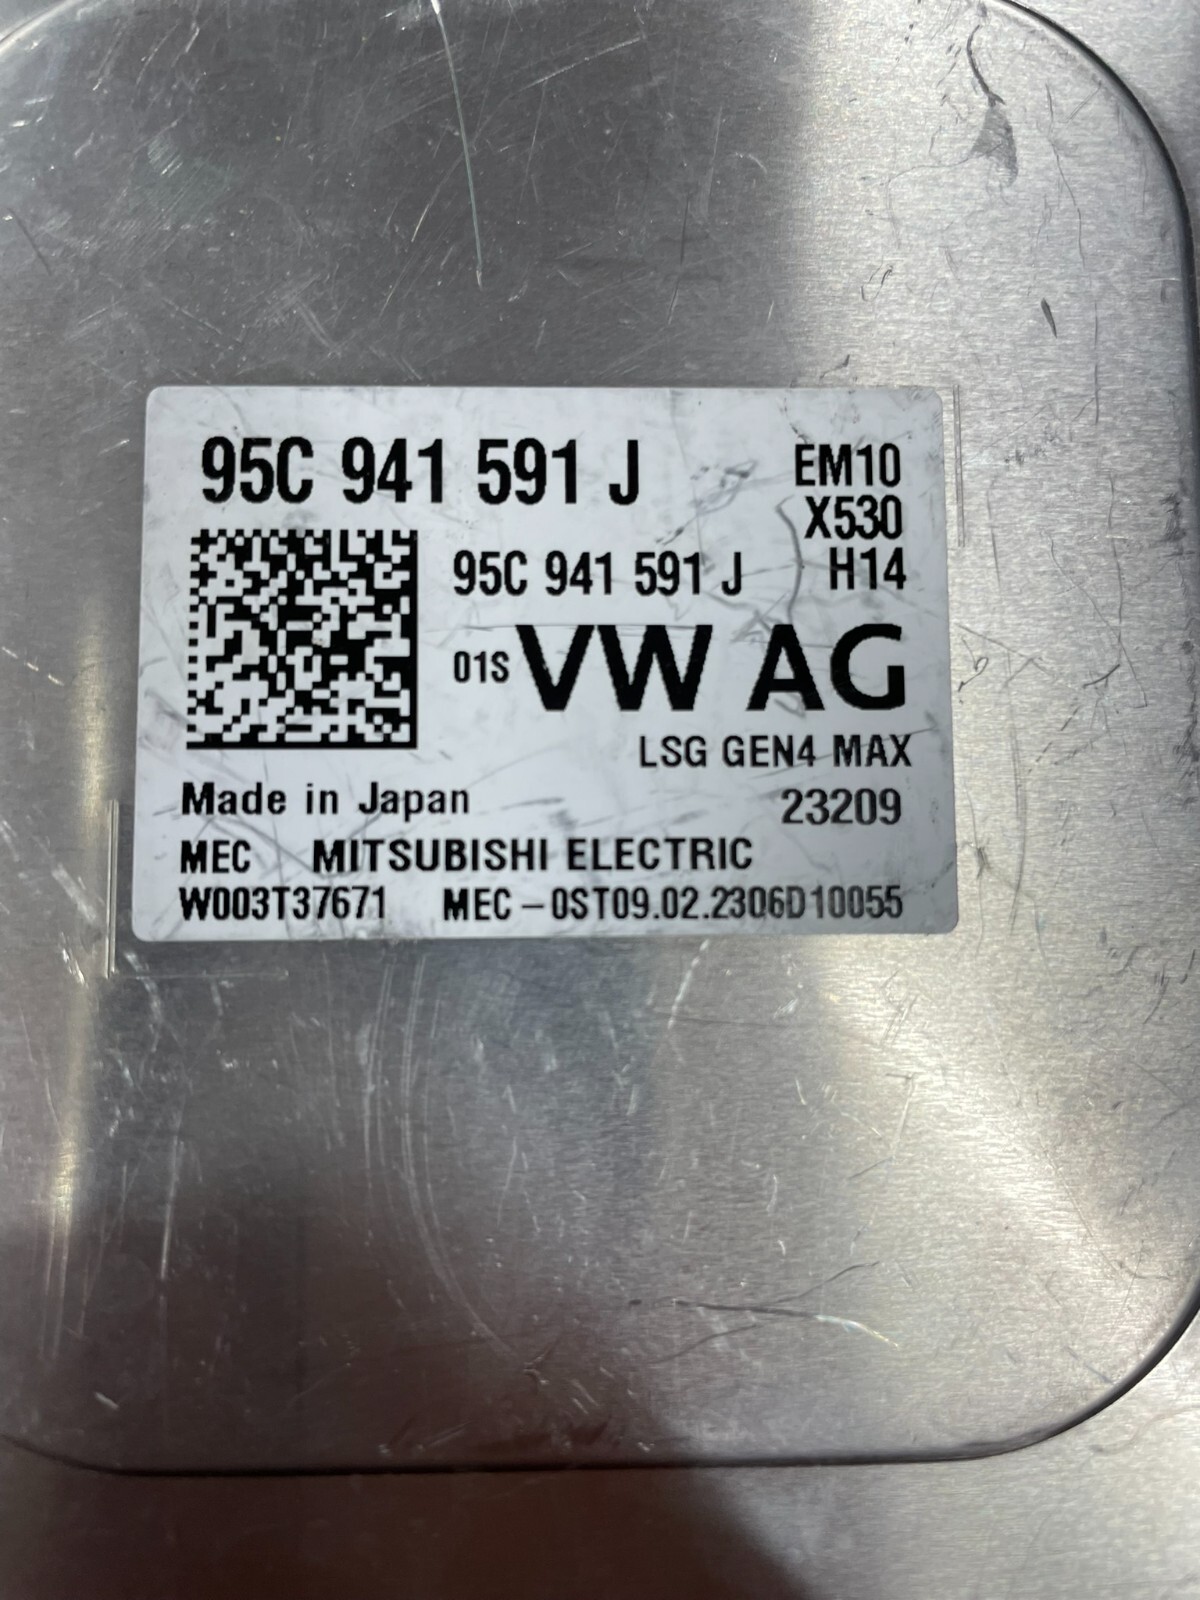 95C 941 591 J
EM10
X530
95C 941 591 J
H14
01S VW AG
LSG GEN4 MAX
Made in Japan
23209
MEC MITSUBISHI ELECTRIC
W003T37671 MEC-0ST09.02.2306D10055